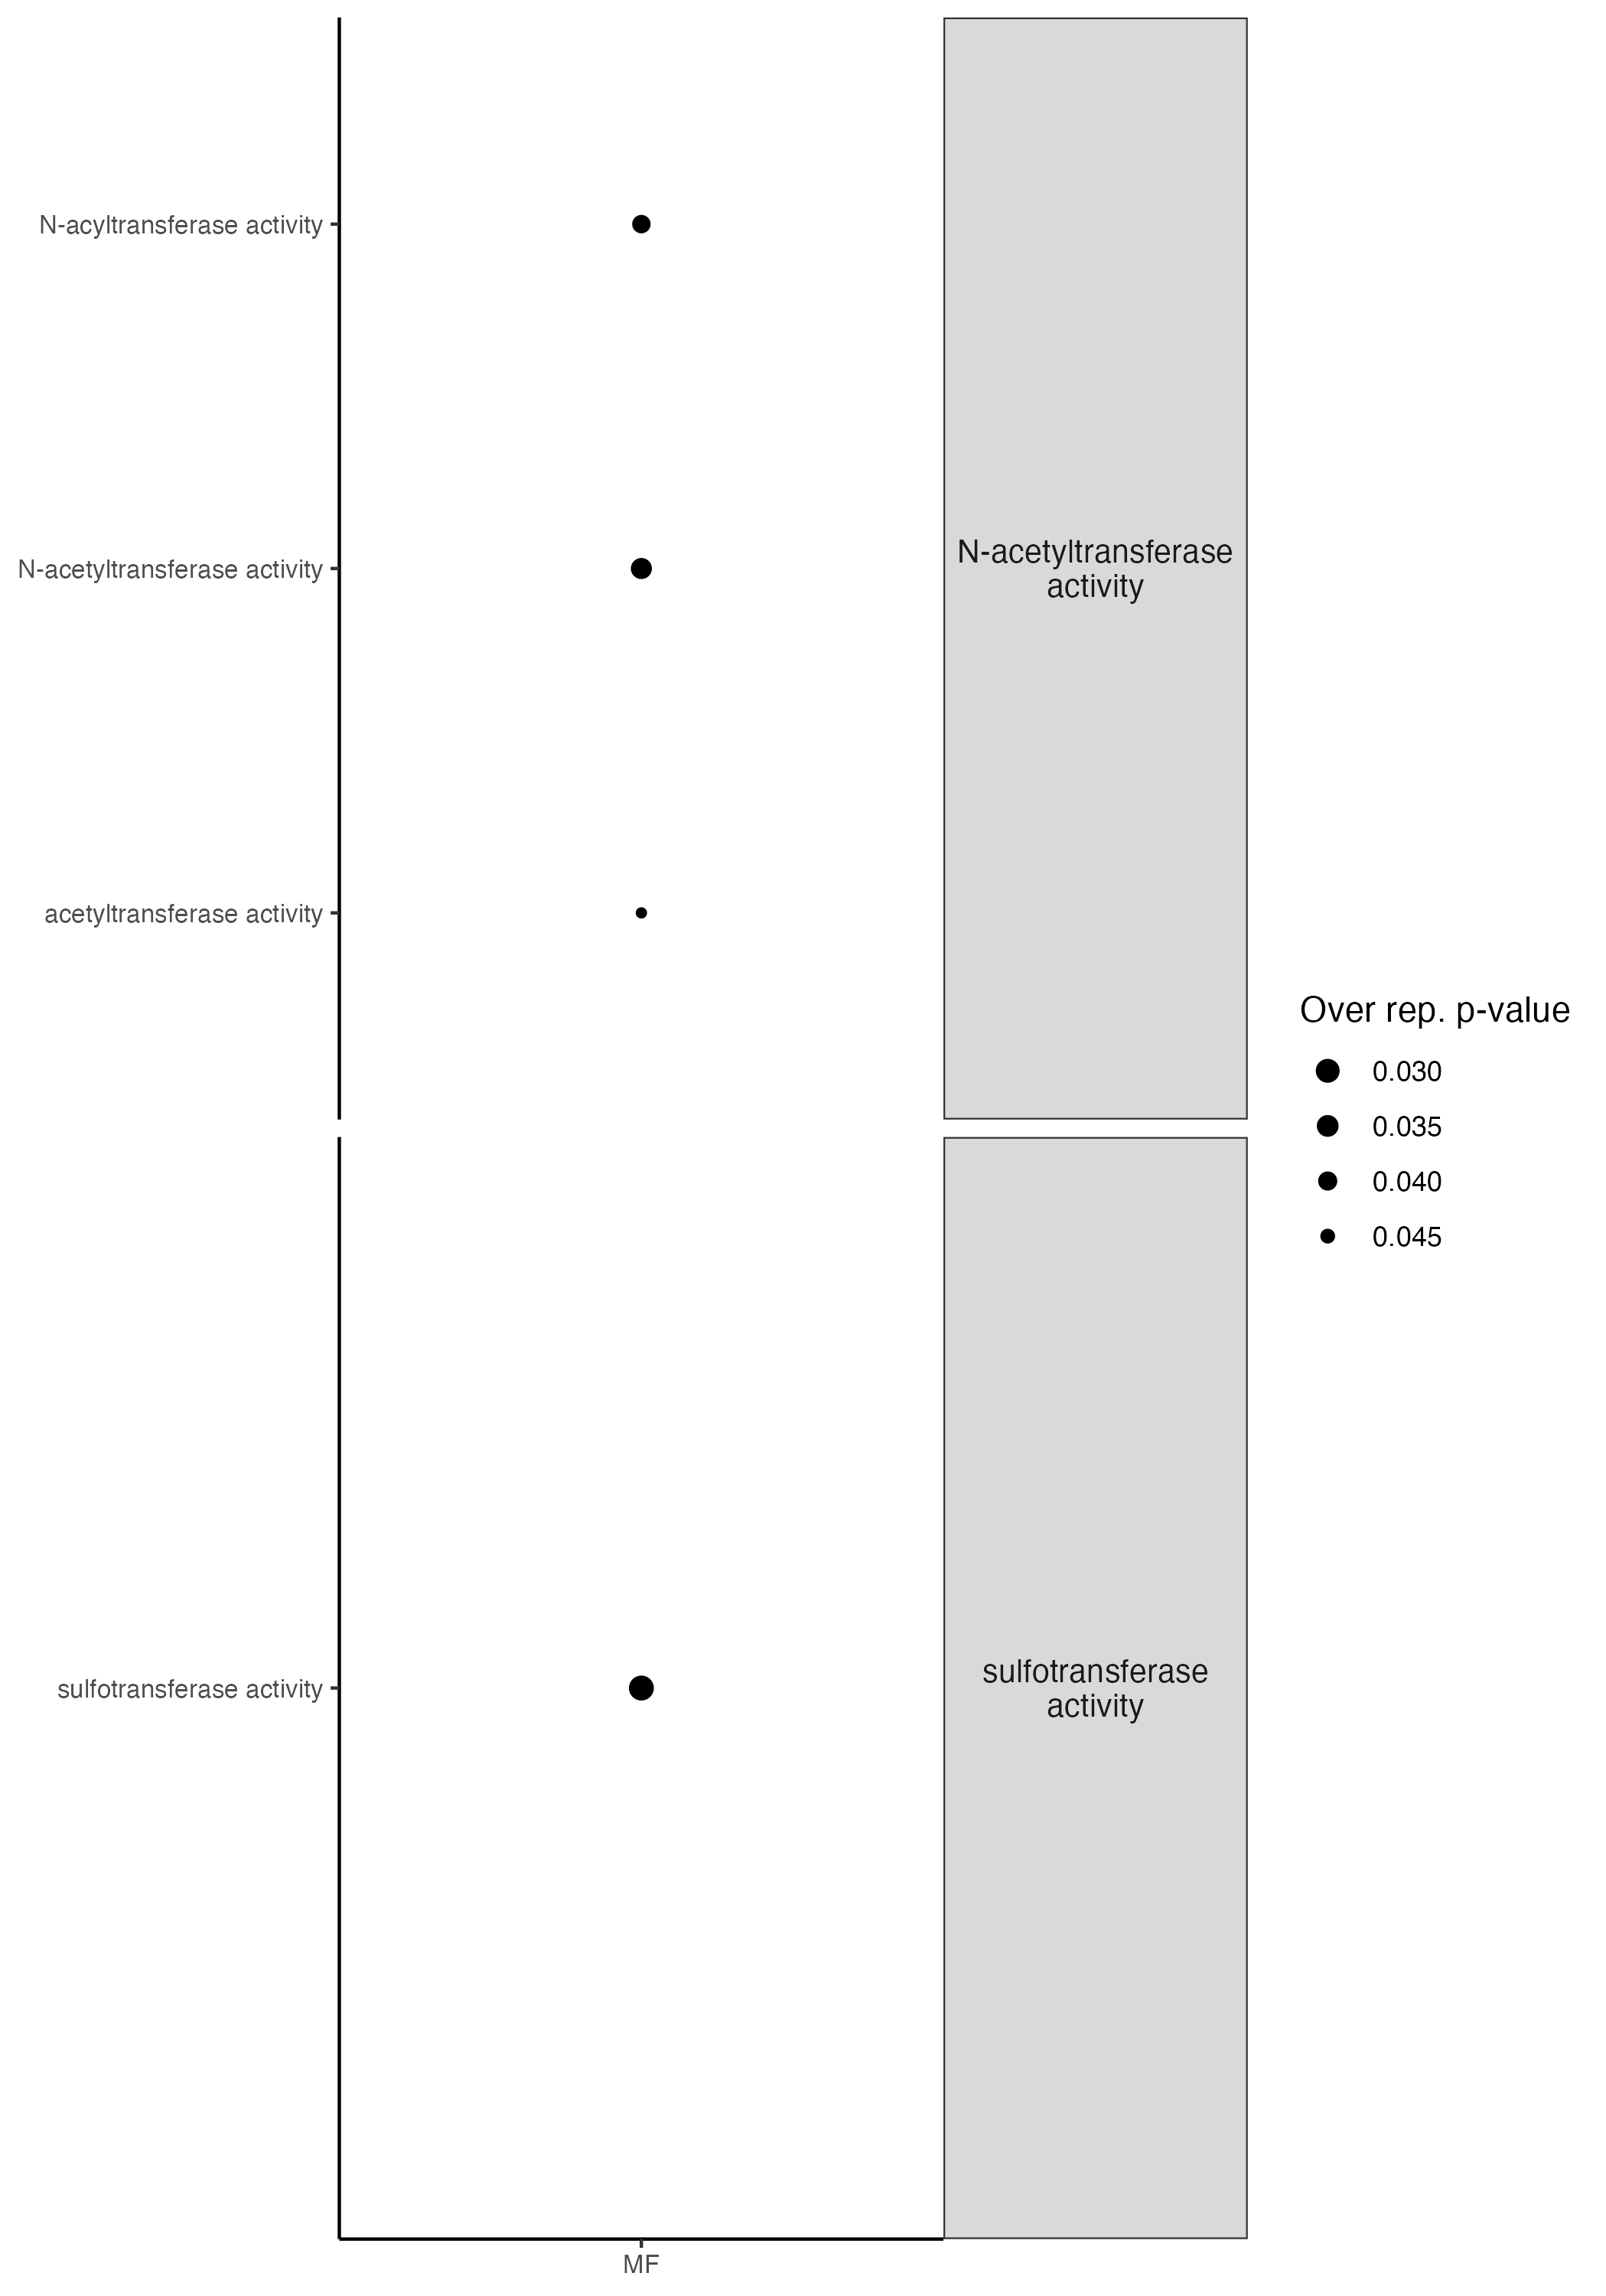 N-acyltransferase activity
N-acetyltransferase activity
acetyltransferase activity
N-acetyltransferase
activity
Over rep. p-value
0.030
0.035
0.040
0.045
sulfotransferase activity
sulfotransferase
activity
MF